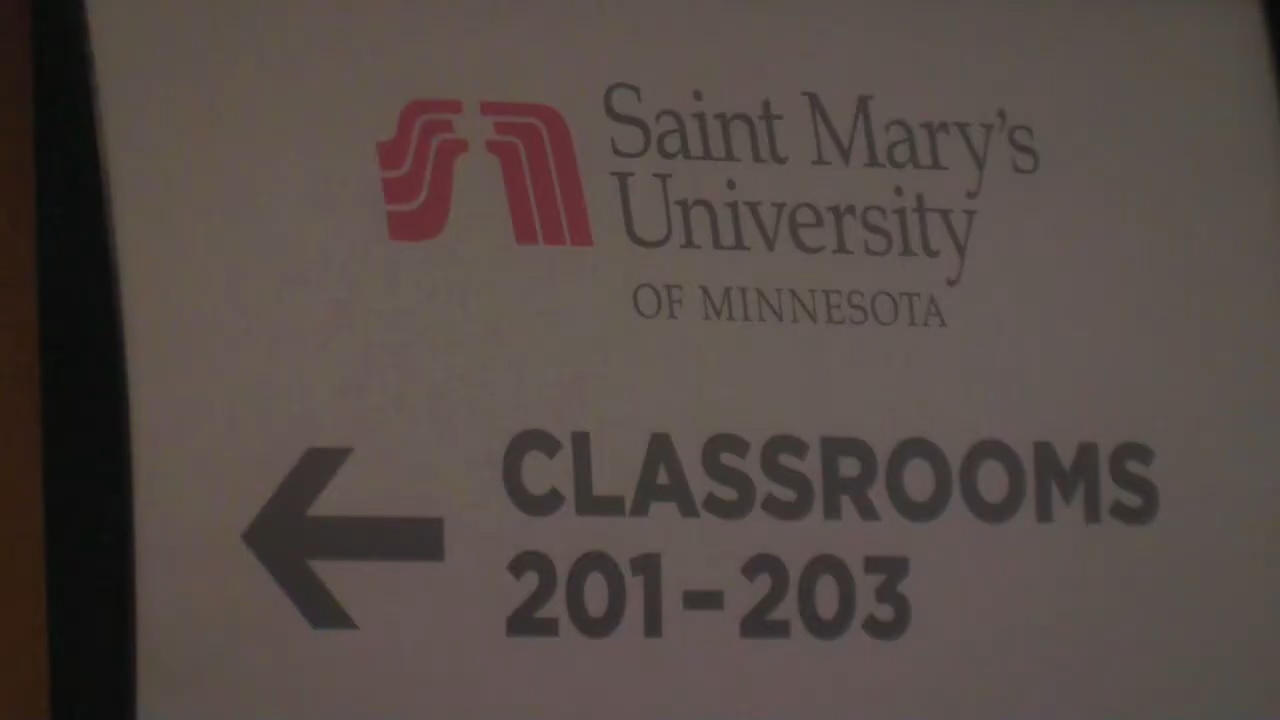 Saint Mary's
University
OF MINNESOTA
CLASSROOMS
201-203